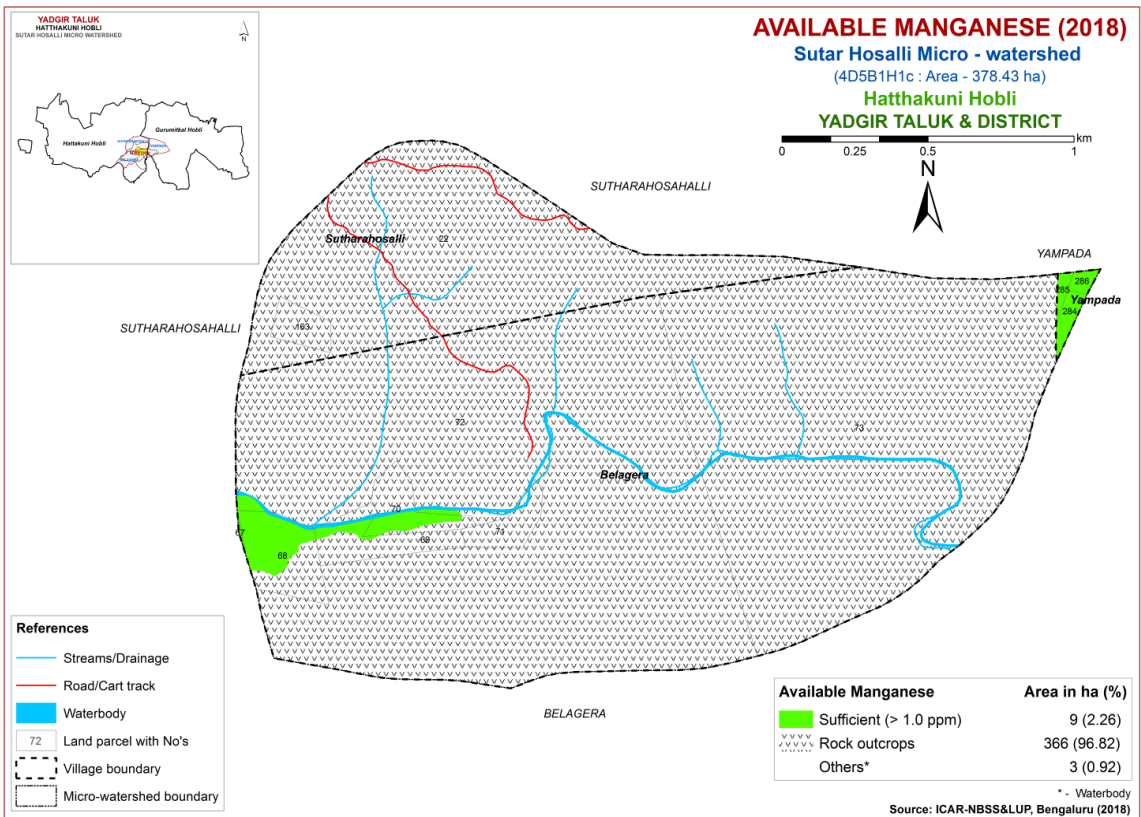 YADGIR TALUK
HATTHAKUNI HOBLI
SUTAR HOSALLI MICRO WATERSHED
N
Gurumitkal Hobli
Hattakuni Hobli
AVAILABLE MANGANESE (2018)
Sutar Hosalli Micro - watershed
(4D5B1H1c : Area - 378.43 ha)
Hatthakuni Hobli
YADGIR TALUK & DISTRICT
km
0 0.25 0.5 1
N
SUTHARAHOSAHALLI
Sutharahosalli
22
YAMPADA
286
285
Yampada
284
SUTHARAHOSAHALLI
163
72
73
Belagera
70
67
71
69
68
BELAGERA
References
Streams/Drainage
Road/Cart track
Waterbody
72 Land parcel with No's
Village boundary
Micro-watershed boundary
Available Manganese Area in ha (%)
Sufficient (> 1.0 ppm) 9 (2.26)
Rock outcrops 366 (96.82)
Others* 3 (0.92)
* - Waterbody
Source: ICAR-NBSS&LUP, Bengaluru (2018)